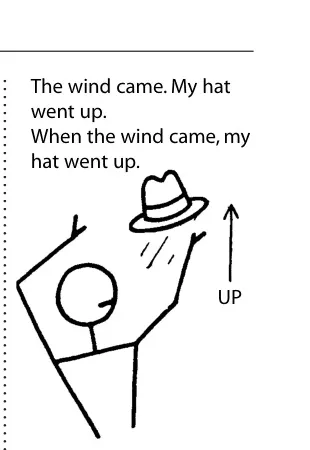 The wind came. My hat
went up.
When the wind came, my
hat went up.
UP